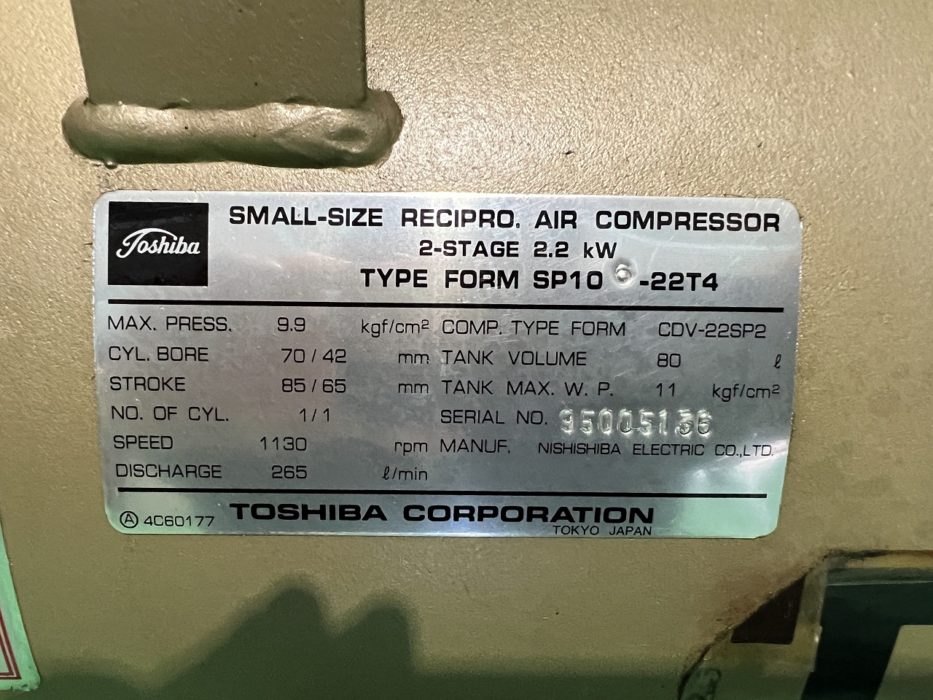 Toshiba
SMALL-SIZE RECIPRO. AIR COMPRESSOR
2-STAGE 2.2 kW
TYPE FORM SP10 6 -22T4
MAX. PRESS. 9.9 kgf/cm²
CYL. BORE 70 / 42 mm
STROKE 85 / 65 mm
NO. OF CYL. 1 / 1
SPEED 1130 rpm
DISCHARGE 265 ℓ/min
COMP. TYPE FORM CDV-22SP2
TANK VOLUME 80 ℓ
TANK MAX. W. P. 11 kgf/cm²
SERIAL NO. 95005136
MANUF. NISHISHIBA ELECTRIC CO.,LTD.
Ⓐ 4C60177
TOSHIBA CORPORATION
TOKYO JAPAN